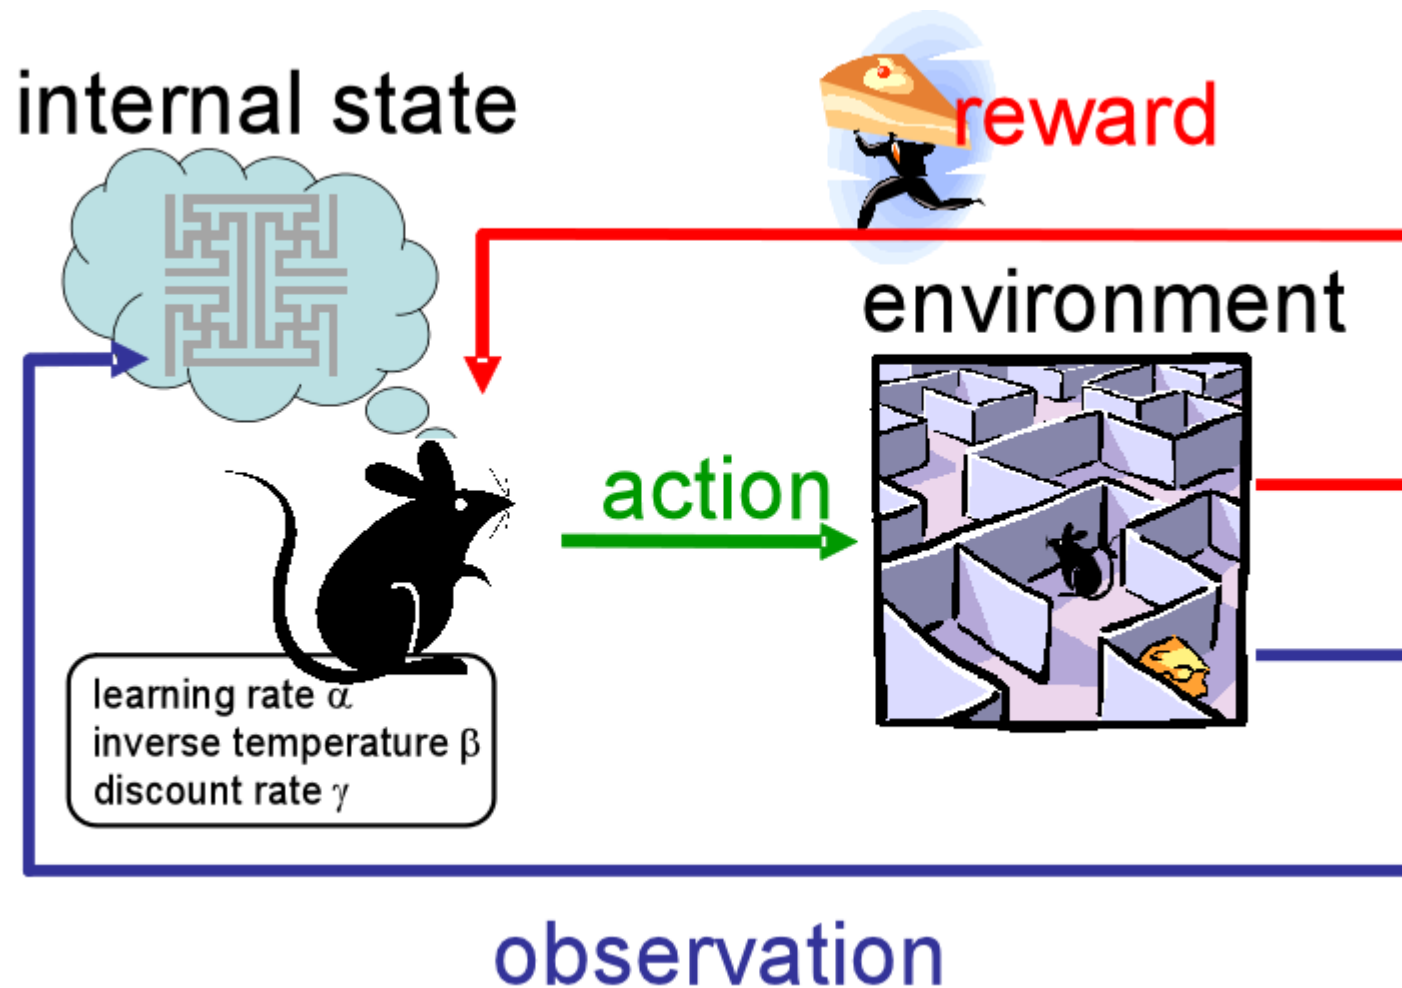 internal state
reward
environment
action
learning rate α
inverse temperature β
discount rate γ
observation